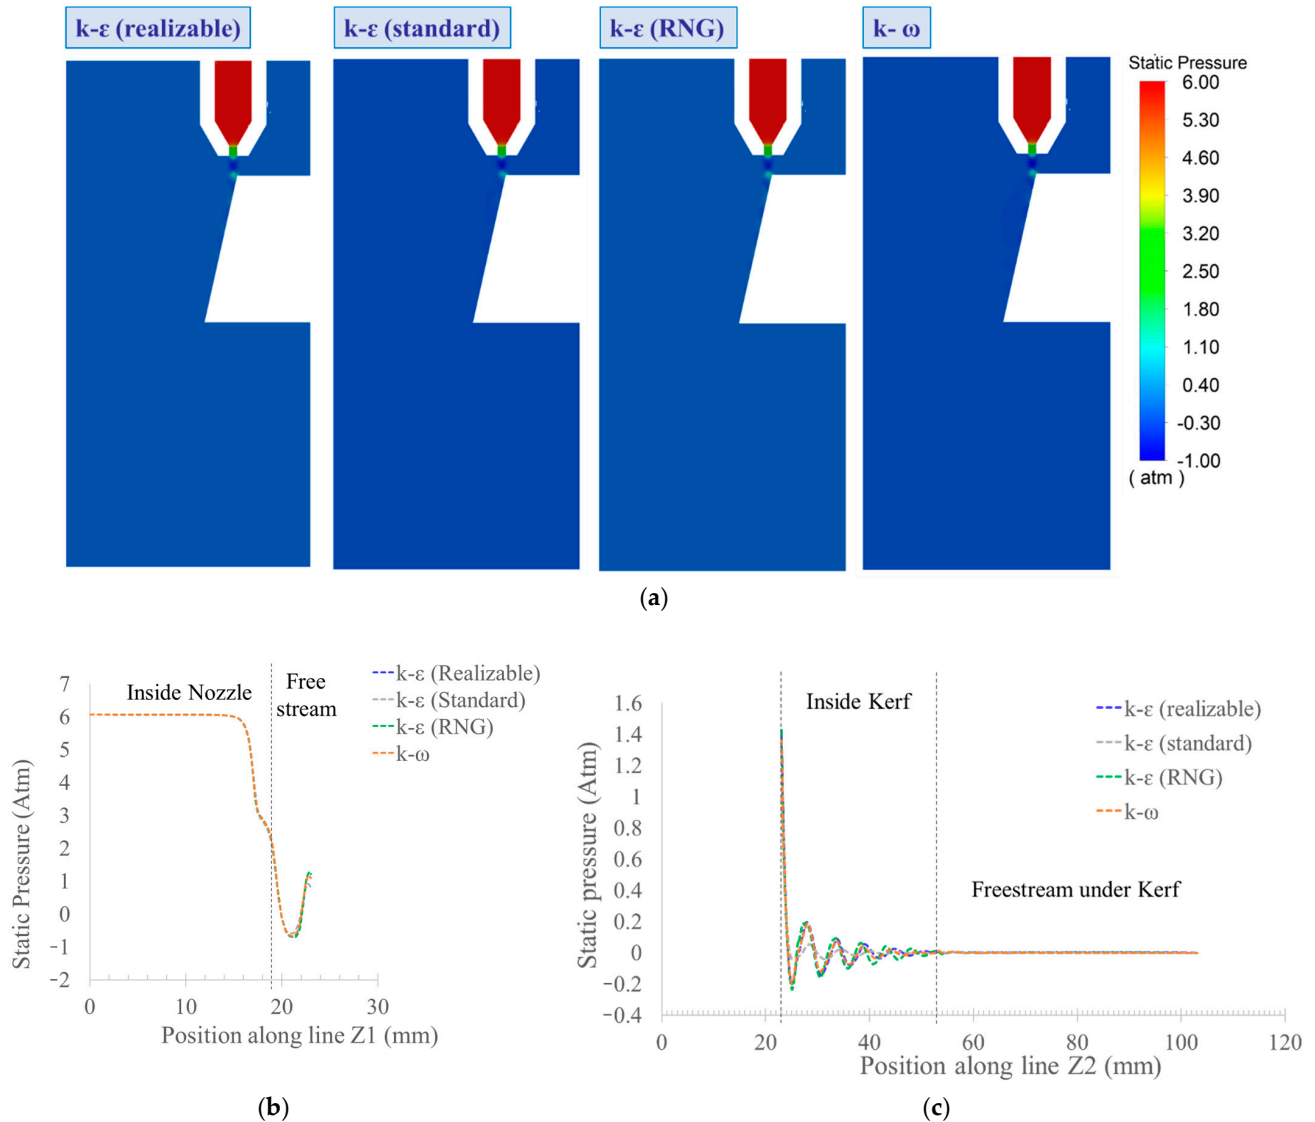 k-ε (realizable)
k-ε (standard)
k-ε (RNG)
k- ω
Static Pressure
6.00
5.30
4.60
3.90
3.20
2.50
1.80
1.10
0.40
-0.30
-1.00
( atm )
(a)
Inside Nozzle
Free
stream
k-ε (Realizable)
k-ε (Standard)
k-ε (RNG)
k-ω
Static Pressure (Atm)
7
6
5
4
3
2
1
0
−1
−2
0
10
20
30
Position along line Z1 (mm)
(b)
Inside Kerf
Freestream under Kerf
k-ε (realizable)
k-ε (standard)
k-ε (RNG)
k-ω
Static pressure (Atm)
1.6
1.4
1.2
1
0.8
0.6
0.4
0.2
0
−0.2
−0.4
0
20
40
60
80
100
120
Position along line Z2 (mm)
(c)